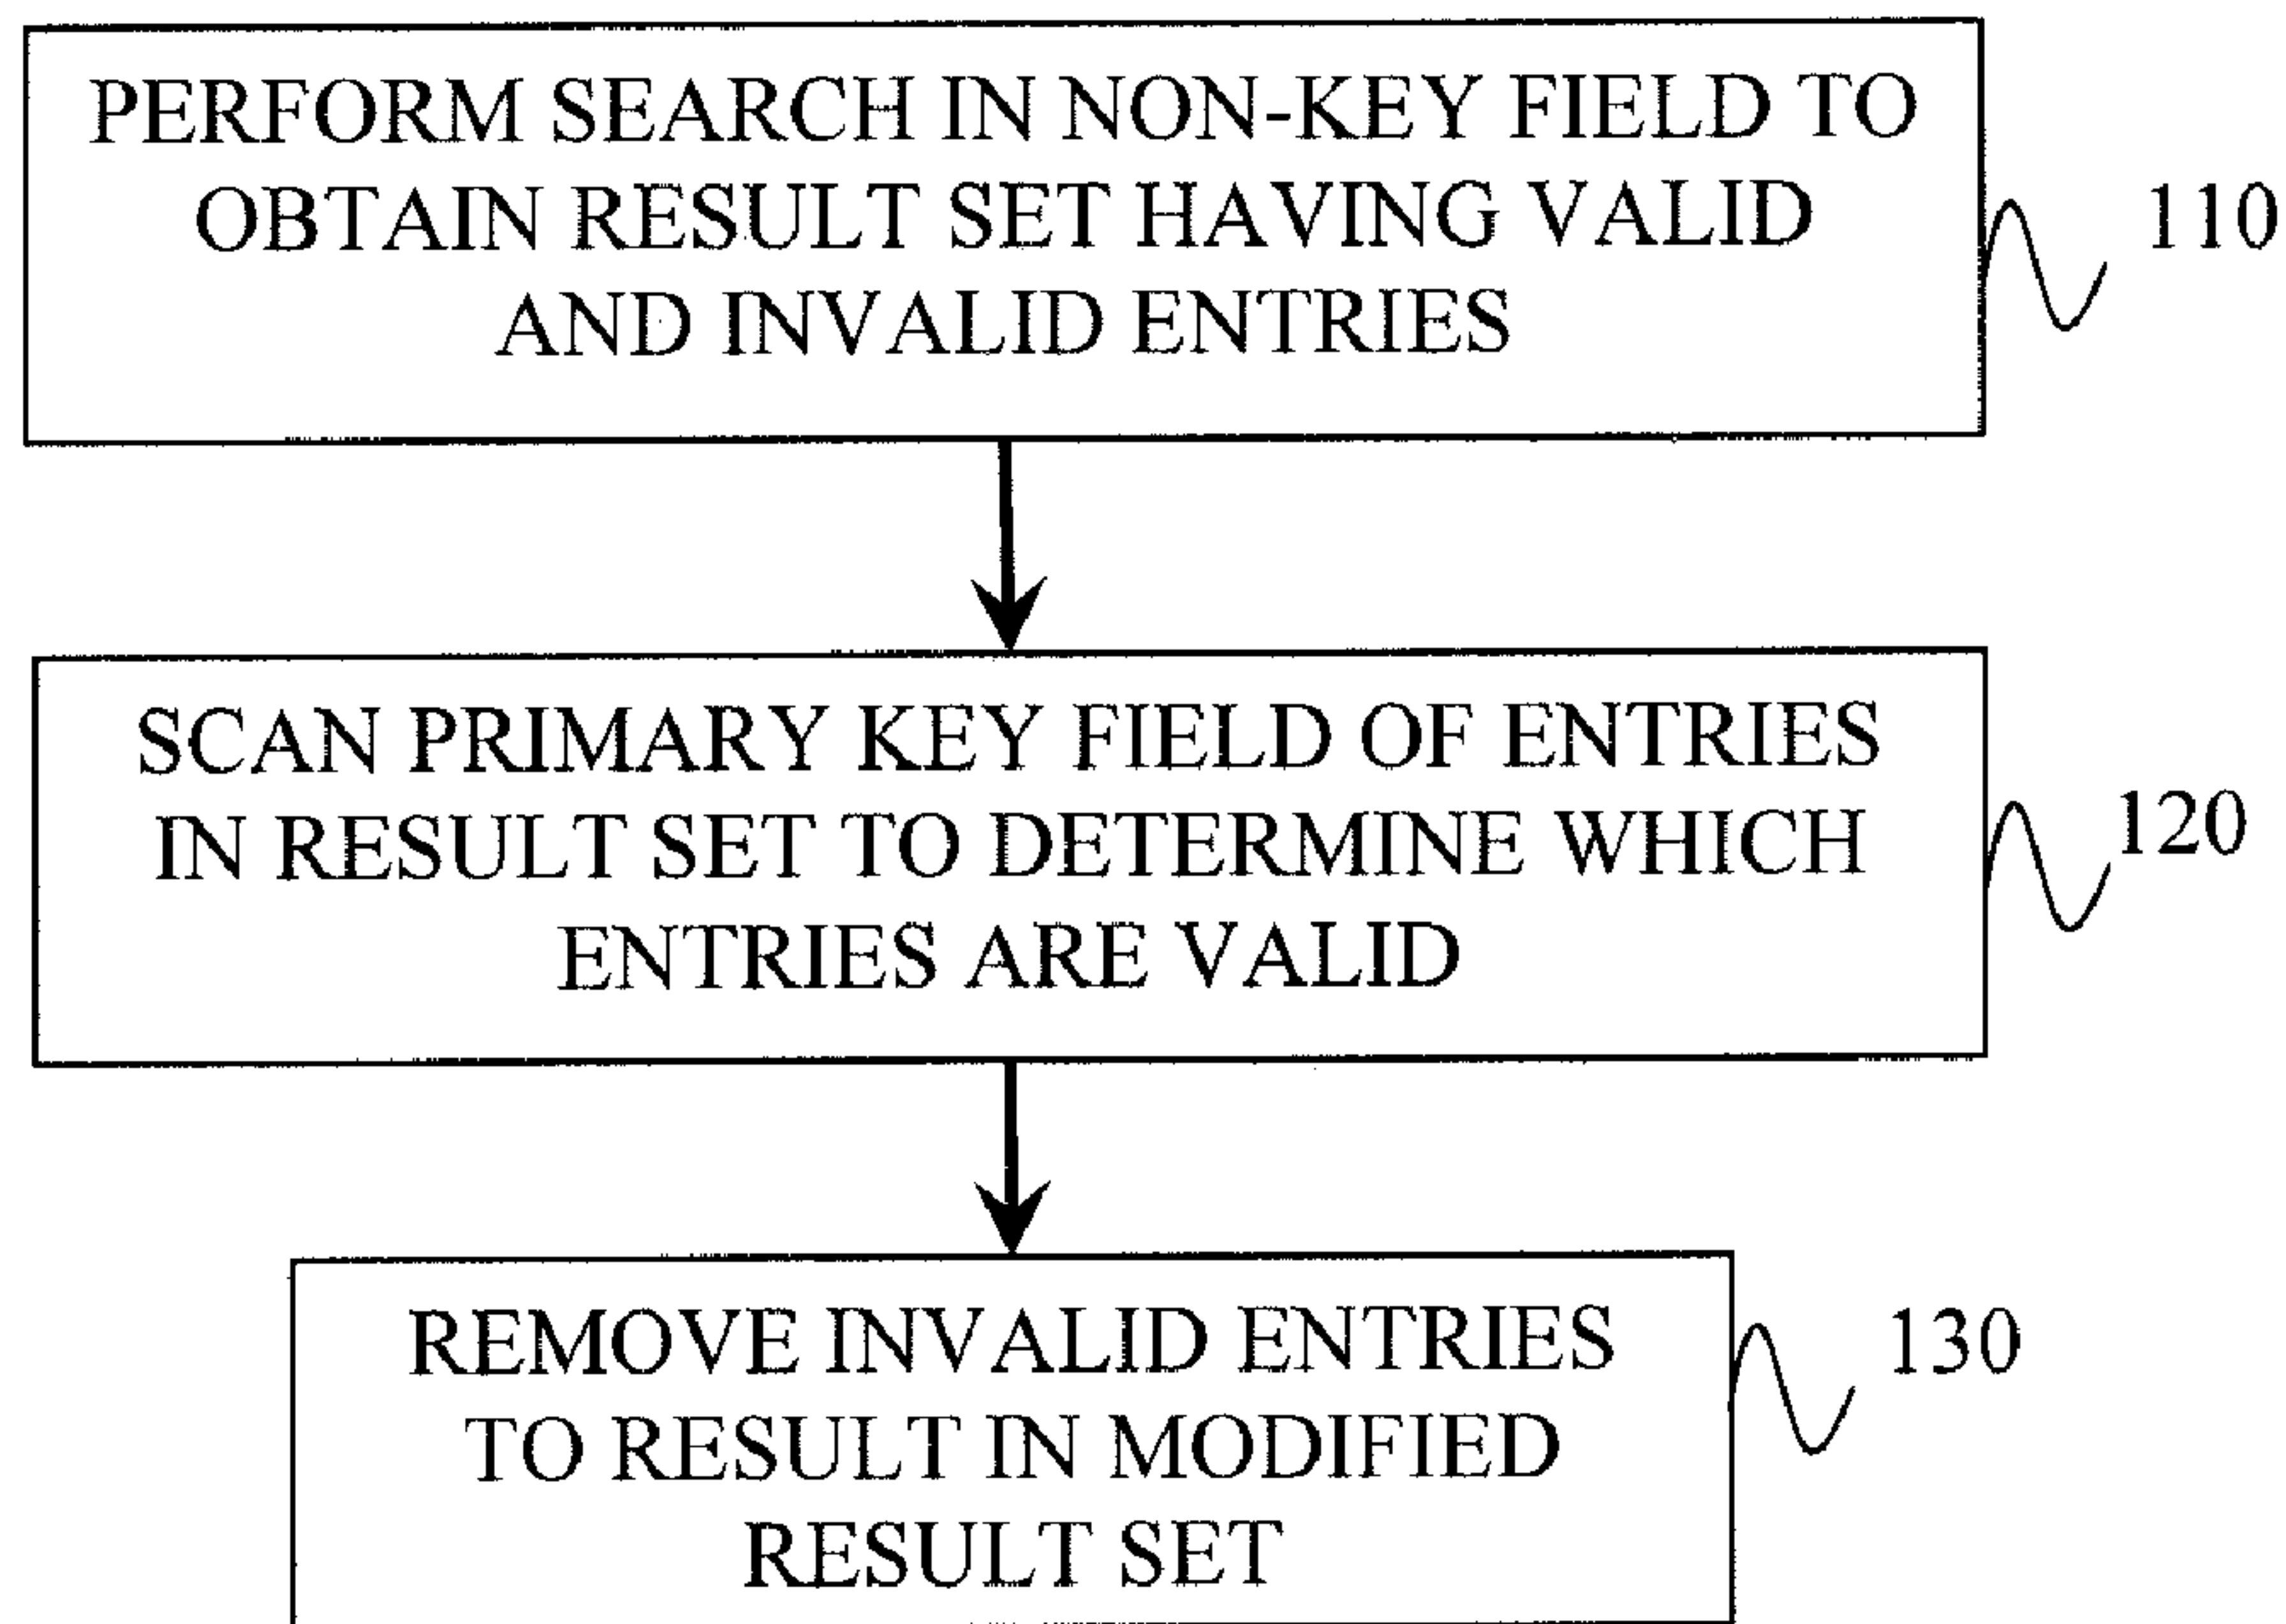 PERFORM SEARCH IN NON-KEY FIELD TO
OBTAIN RESULT SET HAVING VALID
AND INVALID ENTRIES
110
SCAN PRIMARY KEY FIELD OF ENTRIES
IN RESULT SET TO DETERMINE WHICH
ENTRIES ARE VALID
120
REMOVE INVALID ENTRIES
TO RESULT IN MODIFIED
RESULT SET
130